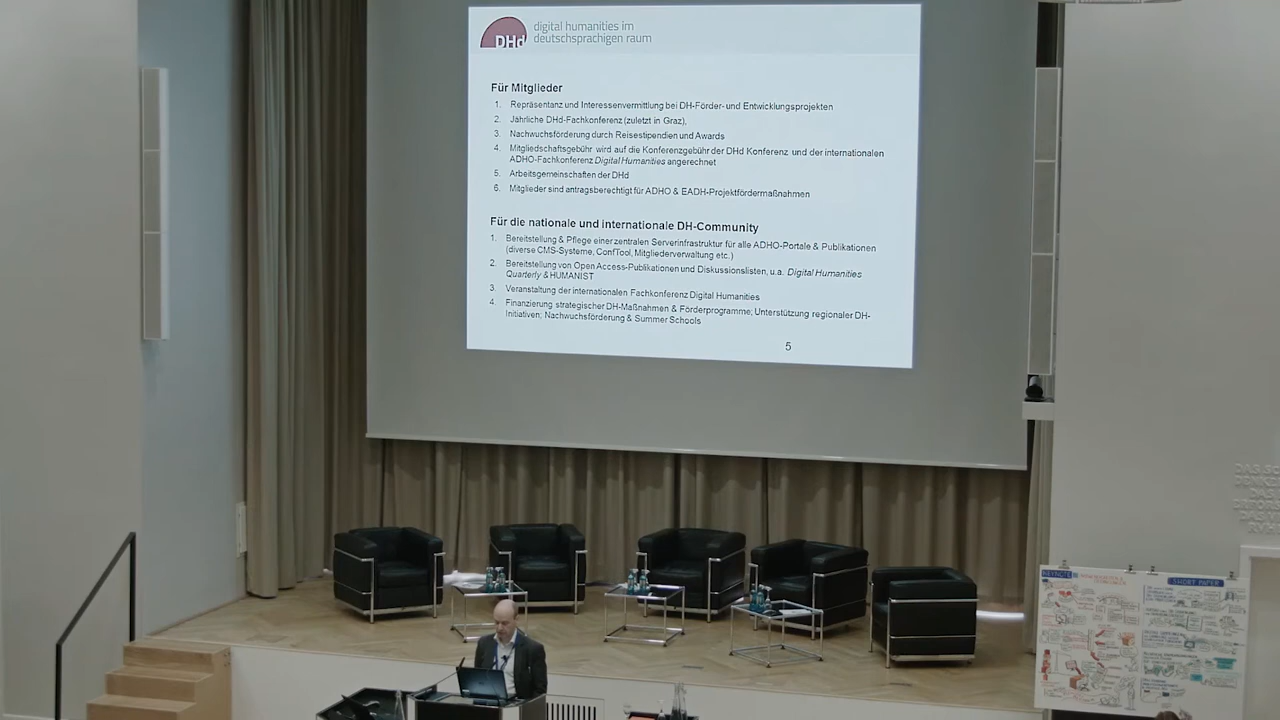 DHd
digital humanities im
deutschsprachigen raum
Für Mitglieder
1. Repräsentanz und Interessenvermittlung bei DH-Förder- und Entwicklungsprojekten
2. Jährliche DHd-Fachkonferenz (zuletzt in Graz),
3. Nachwuchsförderung durch Reisestipendien und Awards
4. Mitgliedschaftsgebühr wird auf die Konferenzgebühr der DHd Konferenz und der internationalen
ADHO-Fachkonferenz Digital Humanities angerechnet
5. Arbeitsgemeinschaften der DHd
6. Mitglieder sind antragsberechtigt für ADHO & EADH-Projektfördermaßnahmen
Für die nationale und internationale DH-Community
1. Bereitstellung & Pflege einer zentralen Serverinfrastruktur für alle ADHO-Portale & Publikationen
(diverse CMS-Systeme, ConfTool, Mitgliederverwaltung etc.)
2. Bereitstellung von Open Access-Publikationen und Diskussionslisten, u.a. Digital Humanities
Quarterly & HUMANIST
3. Veranstaltung der internationalen Fachkonferenz Digital Humanities
4. Finanzierung strategischer DH-Maßnahmen & Förderprogramme; Unterstützung regionaler DH-
Initiativen; Nachwuchsförderung & Summer Schools
5
KEYNOTE
SHORT PAPER